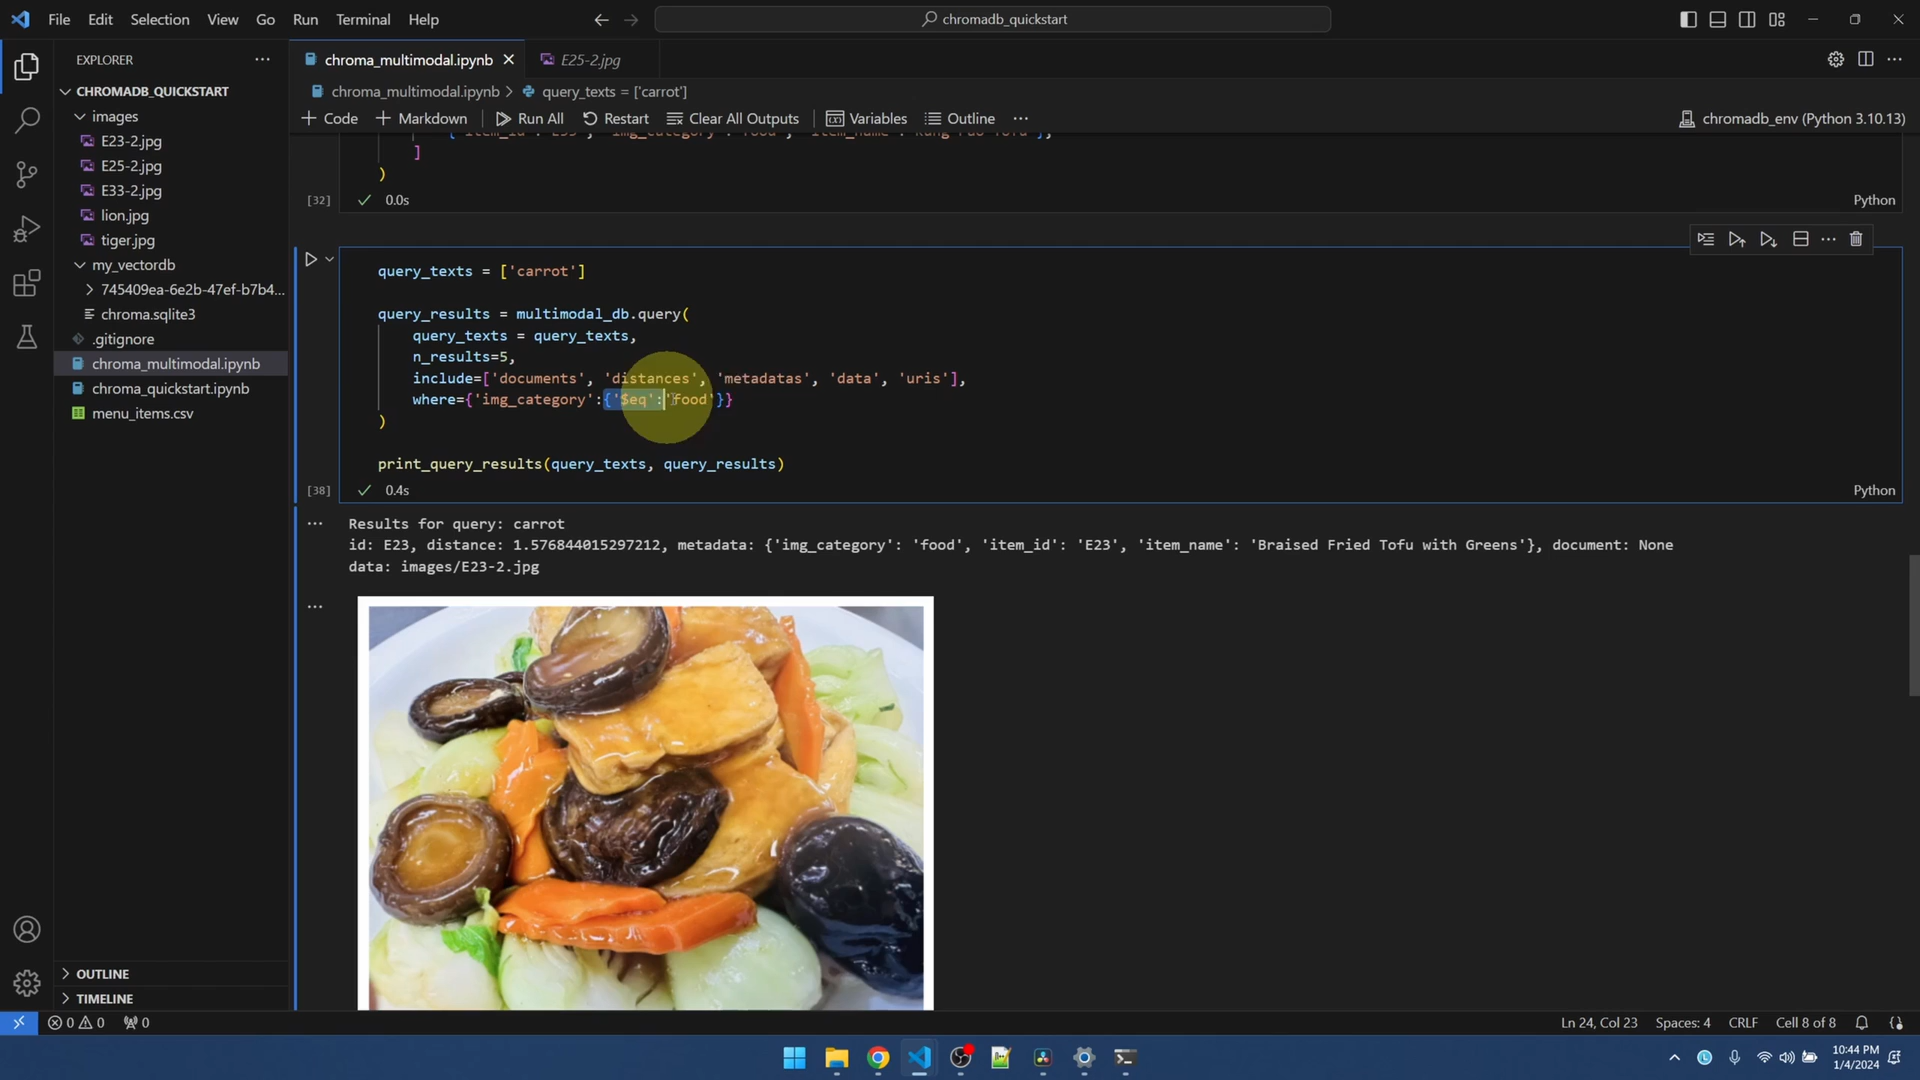 File Edit Selection View Go Run Terminal Help
chromadb_quickstart
EXPLORER
CHROMADB_QUICKSTART
images
E23-2.jpg
E25-2.jpg
E33-2.jpg
lion.jpg
tiger.jpg
my_vectordb
745409ea-6e2b-47ef-b7b4...
chroma.sqlite3
.gitignore
chroma_multimodal.ipynb
chroma_quickstart.ipynb
menu_items.csv
OUTLINE
TIMELINE
chroma_multimodal.ipynb
E25-2.jpg
chroma_multimodal.ipynb > query_texts = ['carrot']
+ Code + Markdown Run All Restart Clear All Outputs Variables Outline ...
chromadb_env (Python 3.10.13)
]
)
[32] 0.0s Python
query_texts = ['carrot']
query_results = multimodal_db.query(
query_texts = query_texts,
n_results=5,
include=['documents', 'distances', 'metadatas', 'data', 'uris'],
where={'img_category':{'$eq':'food'}}
)
print_query_results(query_texts, query_results)
[38] 0.4s Python
Results for query: carrot
id: E23, distance: 1.576844015297212, metadata: {'img_category': 'food', 'item_id': 'E23', 'item_name': 'Braised Fried Tofu with Greens'}, document: None
data: images/E23-2.jpg
0 0 0
Ln 24, Col 23 Spaces: 4 CRLF Cell 8 of 8
10:44 PM
1/4/2024